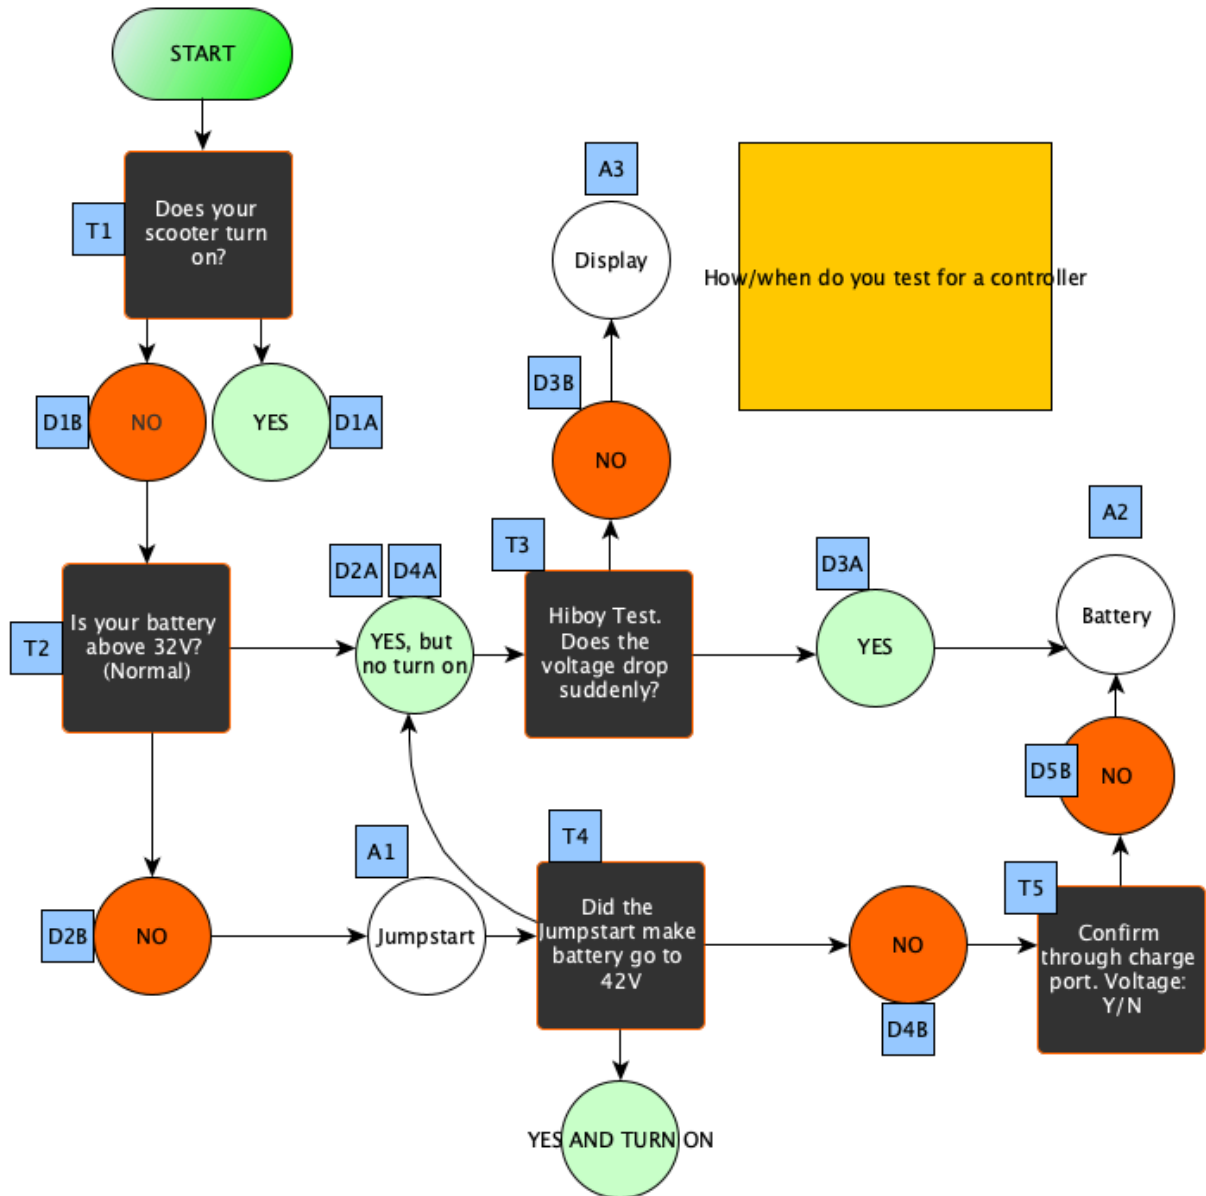 START
T1
Does your
scooter turn
on?
D1B
NO
YES
D1A
T2
Is your battery
above 32V?
(Normal)
D2A
D4A
YES, but
no turn on
T3
Hiboy Test.
Does the
voltage drop
suddenly?
D3B
NO
A3
Display
How/when do you test for a controller
D3A
YES
A2
Battery
D2B
NO
A1
Jumpstart
T4
Did the
Jumpstart make
battery go to
42V
YES AND TURN ON
NO
D4B
T5
Confirm
through charge
port. Voltage:
Y/N
D5B
NO